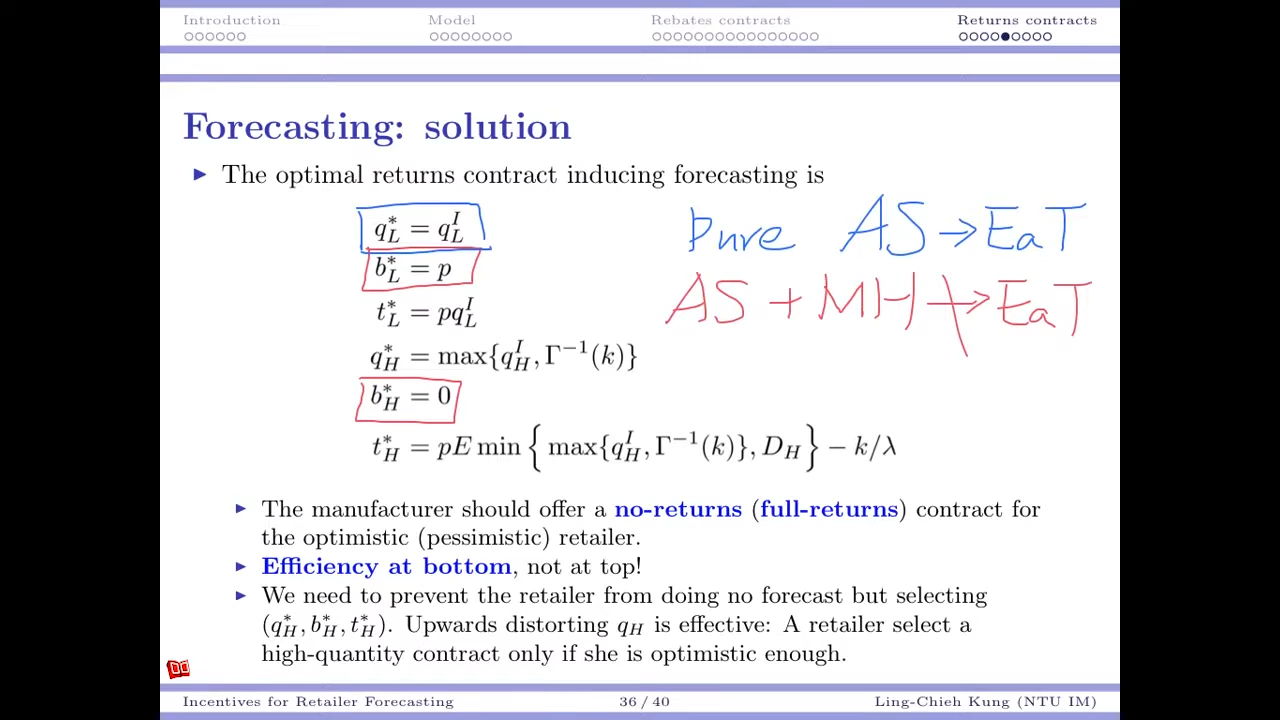 Introduction Model Rebates contracts Returns contracts
Forecasting: solution
▶ The optimal returns contract inducing forecasting is
q*_L = q^I_L
b*_L = p
t*_L = pq^I_L
q*_H = max{q^I_H, Γ^{-1}(k)}
b*_H = 0
t*_H = pE min { max{q^I_H, Γ^{-1}(k)}, D_H } − k/λ
Pure AS → EaT
AS + MH ↛ EaT
▶ The manufacturer should offer a no-returns (full-returns) contract for
the optimistic (pessimistic) retailer.
▶ Efficiency at bottom, not at top!
▶ We need to prevent the retailer from doing no forecast but selecting
(q*_H, b*_H, t*_H). Upwards distorting q_H is effective: A retailer select a
high-quantity contract only if she is optimistic enough.
Incentives for Retailer Forecasting 36 / 40 Ling-Chieh Kung (NTU IM)